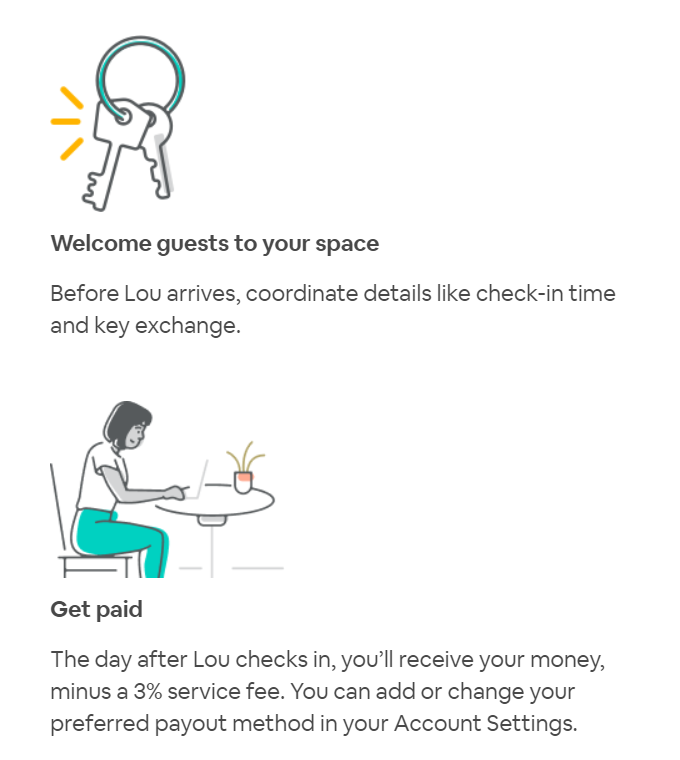 Welcome guests to your space
Before Lou arrives, coordinate details like check-in time
and key exchange.
Get paid
The day after Lou checks in, you’ll receive your money,
minus a 3% service fee. You can add or change your
preferred payout method in your Account Settings.